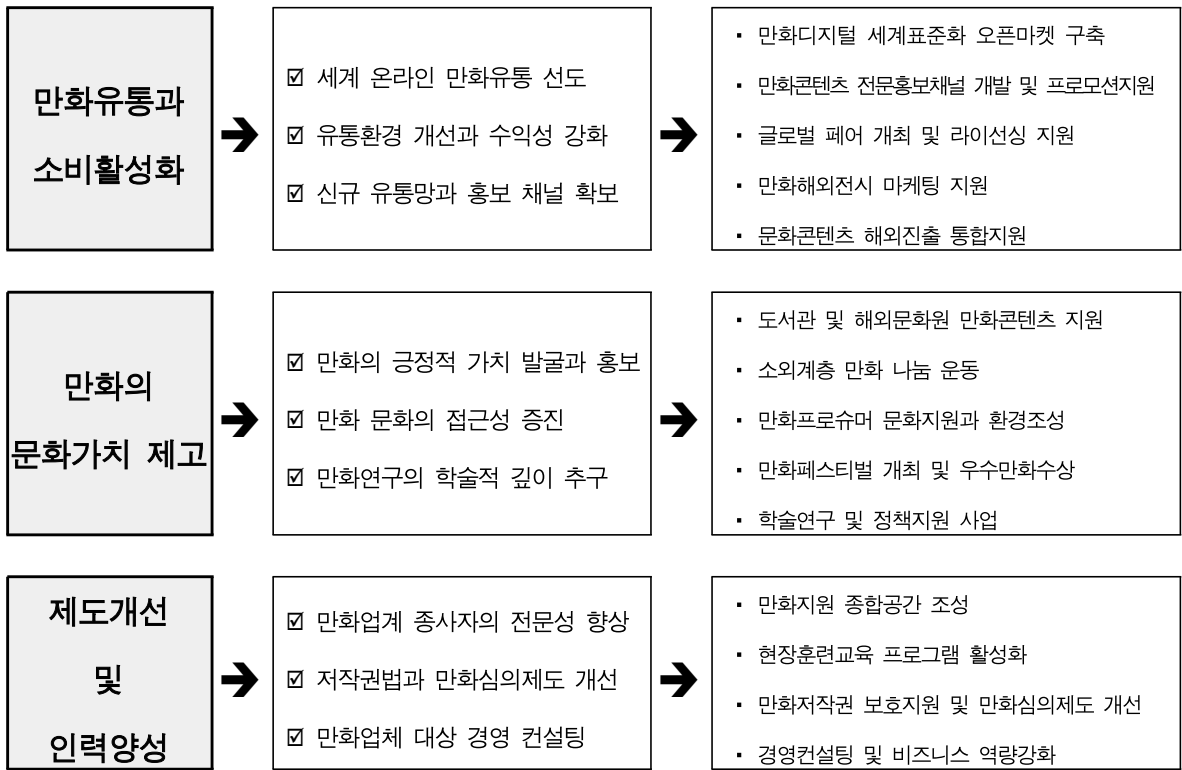 만화유통과
소비활성화
☑ 세계 온라인 만화유통 선도
☑ 유통환경 개선과 수익성 강화
☑ 신규 유통망과 홍보 채널 확보
▪ 만화디지털 세계표준화 오픈마켓 구축
▪ 만화콘텐츠 전문홍보채널 개발 및 프로모션지원
▪ 글로벌 페어 개최 및 라이선싱 지원
▪ 만화해외전시 마케팅 지원
▪ 문화콘텐츠 해외진출 통합지원
만화의
문화가치 제고
☑ 만화의 긍정적 가치 발굴과 홍보
☑ 만화 문화의 접근성 증진
☑ 만화연구의 학술적 깊이 추구
▪ 도서관 및 해외문화원 만화콘텐츠 지원
▪ 소외계층 만화 나눔 운동
▪ 만화프로슈머 문화지원과 환경조성
▪ 만화페스티벌 개최 및 우수만화수상
▪ 학술연구 및 정책지원 사업
제도개선
및
인력양성
☑ 만화업계 종사자의 전문성 향상
☑ 저작권법과 만화심의제도 개선
☑ 만화업체 대상 경영 컨설팅
▪ 만화지원 종합공간 조성
▪ 현장훈련교육 프로그램 활성화
▪ 만화저작권 보호지원 및 만화심의제도 개선
▪ 경영컨설팅 및 비즈니스 역량강화